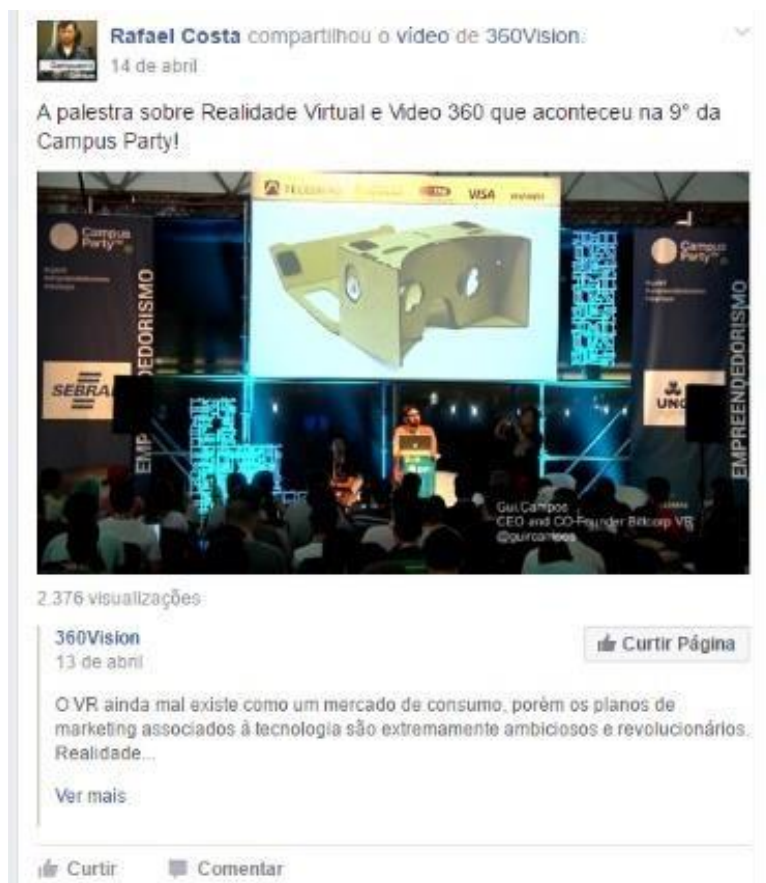 Rafael Costa compartilhou o vídeo de 360Vision.
14 de abril
A palestra sobre Realidade Virtual e Video 360 que aconteceu na 9° da
Campus Party!
VISA
Campus
Party
EMPREENDEDORISMO
SEBRAE
Campus
Party
EMPREENDEDORISMO
Gui.Campos
CEO and CO-Founder Bitcorp VR
@guircampos
2.376 visualizações
360Vision
Curtir Página
13 de abril
O VR ainda mal existe como um mercado de consumo, porém os planos de
marketing associados à tecnologia são extremamente ambiciosos e revolucionários.
Realidade...
Ver mais
Curtir
Comentar